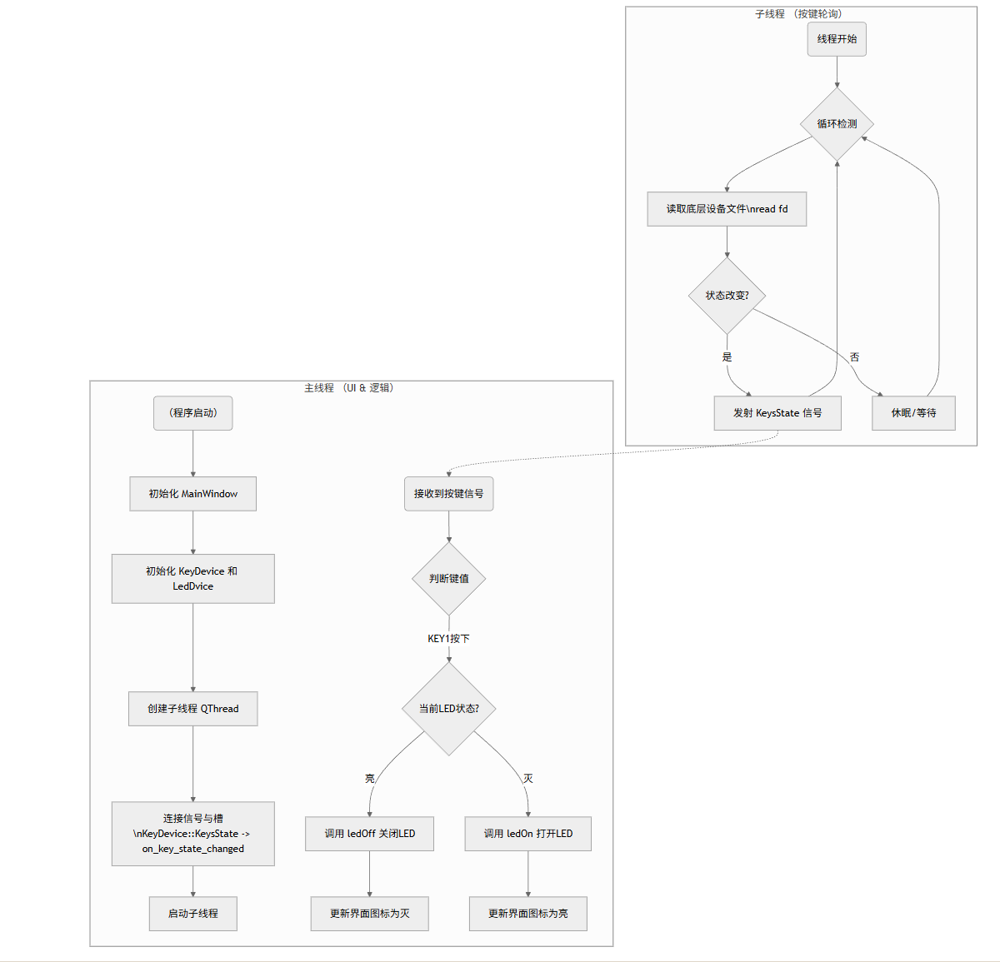 子线程 （按键轮询）
线程开始
循环检测
读取底层设备文件\nread fd
状态改变?
是
否
发射 KeysState 信号
休眠/等待
主线程 （UI & 逻辑）
（程序启动）
初始化 MainWindow
初始化 KeyDevice 和
LedDvice
创建子线程 QThread
连接信号与槽
\nKeyDevice::KeysState ->
on_key_state_changed
启动子线程
接收到按键信号
判断键值
KEY1按下
当前LED状态?
亮
灭
调用 ledOff 关闭LED
调用 ledOn 打开LED
更新界面图标为灭
更新界面图标为亮